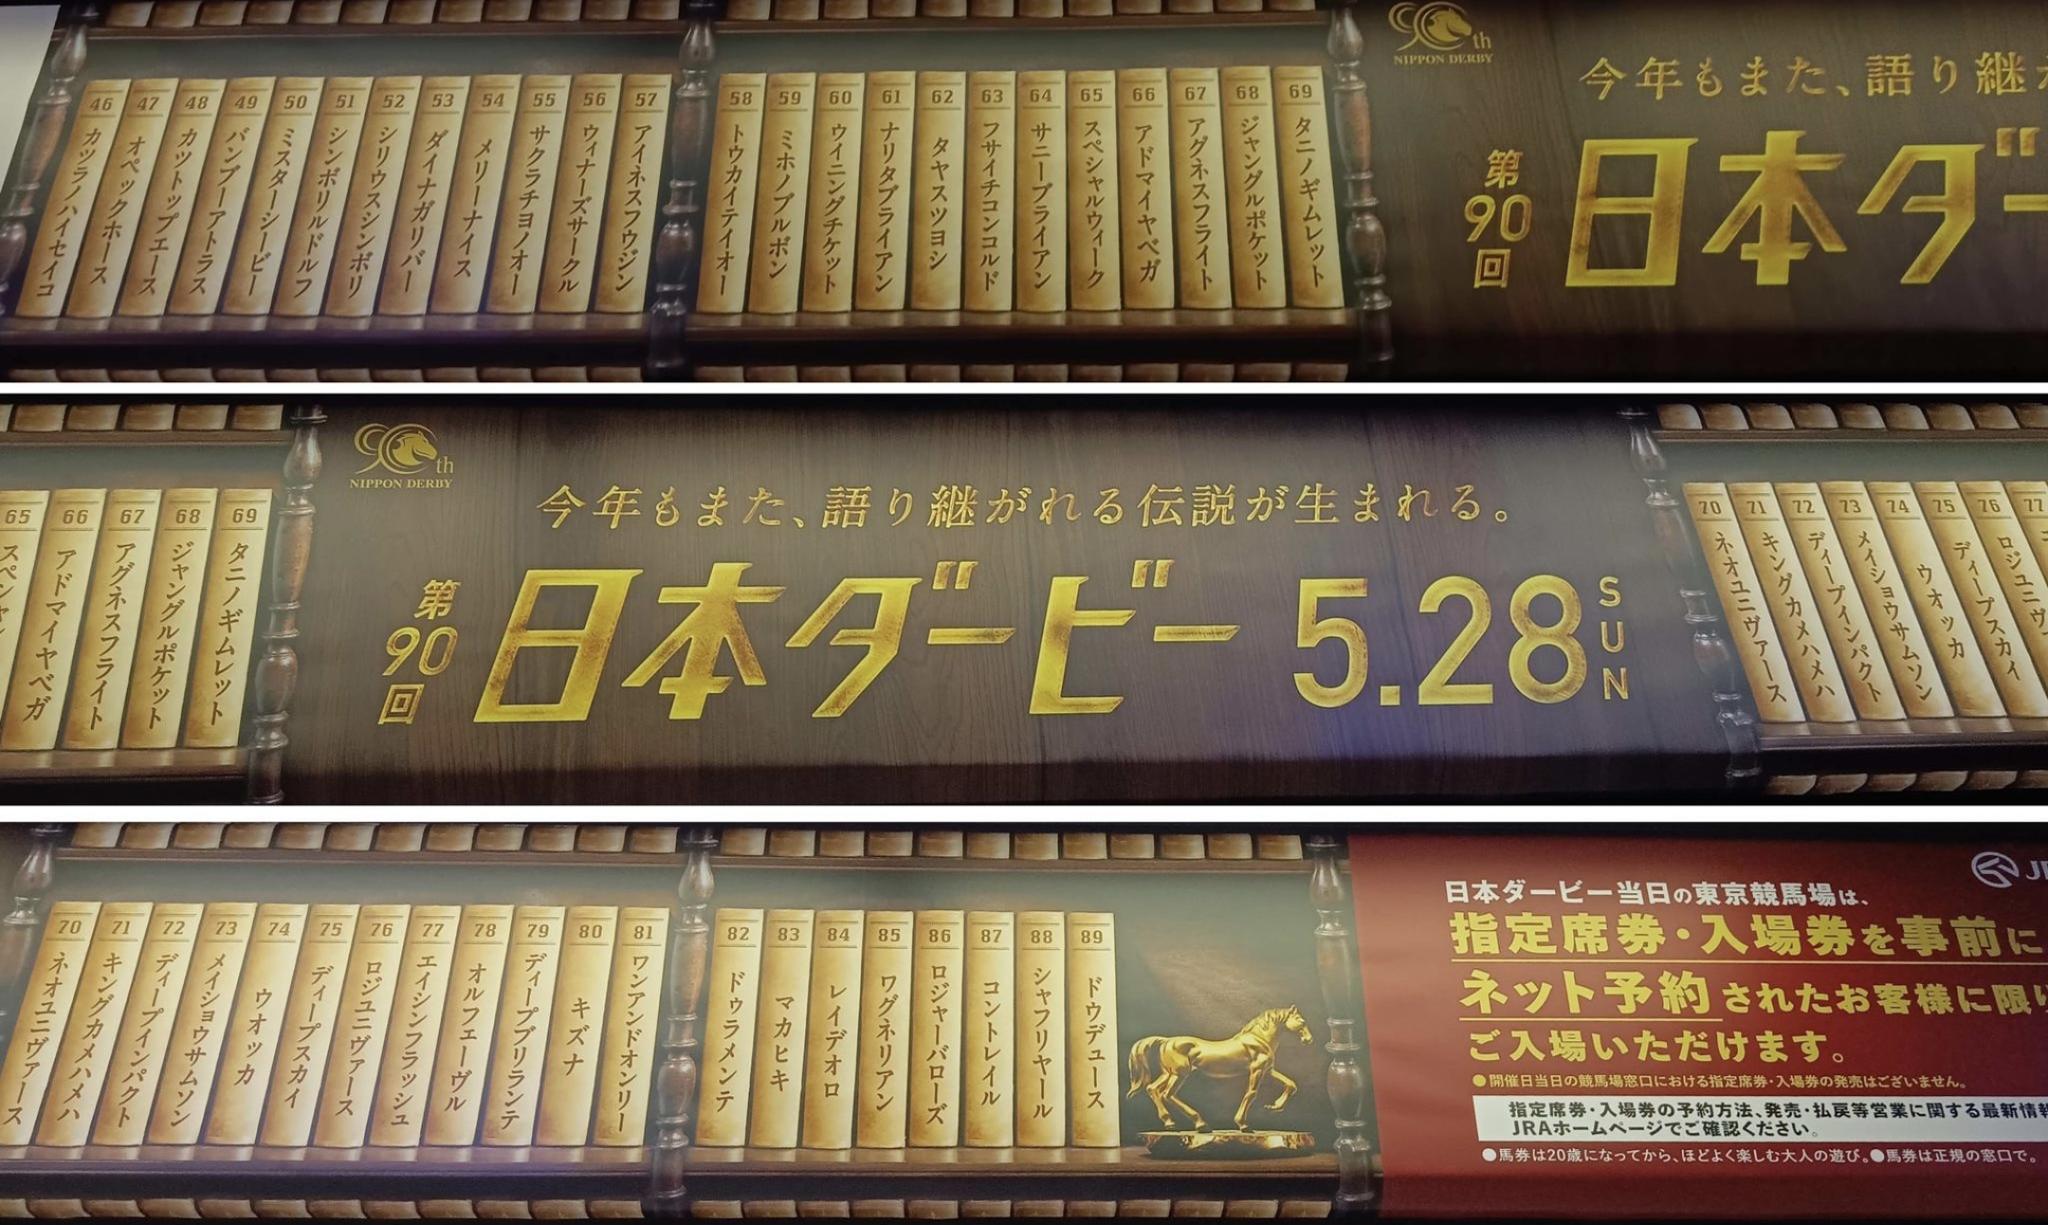 46 カツラノハイセイコ
47 オペックホース
48 カツトップエース
49 バンブーアトラス
50 ミスターシービー
51 シンボリルドルフ
52 シリウスシンボリ
53 ダイナガリバー
54 メリーナイス
55 サクラチヨノオー
56 ウィナーズサークル
57 アイネスフウジン
58 トウカイテイオー
59 ミホノブルボン
60 ウイニングチケット
61 ナリタブライアン
62 タヤスツヨシ
63 フサイチコンコルド
64 サニーブライアン
65 スペシャルウィーク
66 アドマイヤベガ
67 アグネスフライト
68 ジャングルポケット
69 タニノギムレット
90th
NIPPON DERBY
今年もまた、語り継
第90回
日本ダー
65 スペシャル
66 アドマイヤベガ
67 アグネスフライト
68 ジャングルポケット
69 タニノギムレット
90th
NIPPON DERBY
今年もまた、語り継がれる伝説が生まれる。
第90回
日本ダービー 5.28 SUN
70 ネオユニヴァース
71 キングカメハメハ
72 ディープインパクト
73 メイショウサムソン
74 ウオッカ
75 ディープスカイ
76 ロジユニヴ
77
70 ネオユニヴァース
71 キングカメハメハ
72 ディープインパクト
73 メイショウサムソン
74 ウオッカ
75 ディープスカイ
76 ロジユニヴァース
77 エイシンフラッシュ
78 オルフェーヴル
79 ディープブリランテ
80 キズナ
81 ワンアンドオンリー
82 ドゥラメンテ
83 マカヒキ
84 レイデオロ
85 ワグネリアン
86 ロジャーバローズ
87 コントレイル
88 シャフリヤール
89 ドウデュース
日本ダービー当日の東京競馬場は、
指定席券・入場券を事前に
ネット予約されたお客様に限り
ご入場いただけます。
●開催日当日の競馬場窓口における指定席券・入場券の発売はございません。
指定席券・入場券の予約方法、発売・払戻等営業に関する最新情報
JRAホームページでご確認ください。
●馬券は20歳になってから、ほどよく楽しむ大人の遊び。●馬券は正規の窓口で。